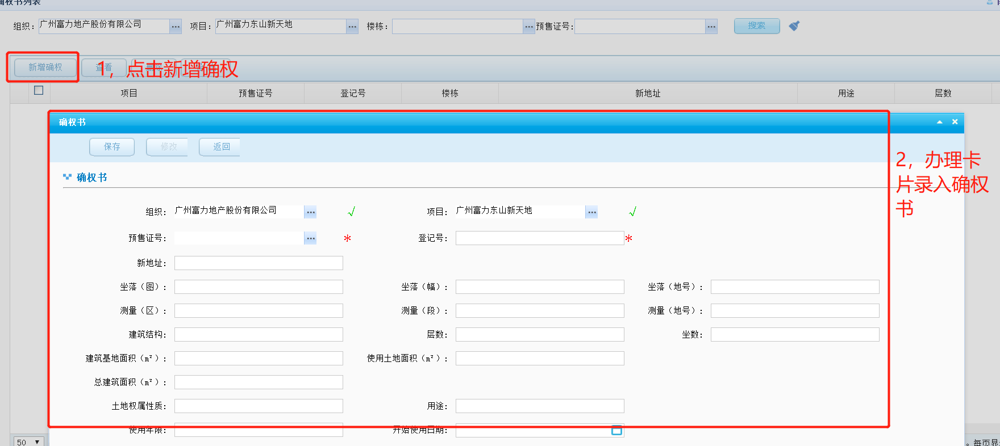 确权书列表
组织：广州富力地产股份有限公司 ... 项目：广州富力东山新天地 ... 楼栋： ... 预售证号： ... 搜索
新增确权 查看 1，点击新增确权
项目 预售证号 登记号 楼栋 新地址 用途 层数
确权书
保存 修改 返回
2，办理卡
片录入确权
书
确权书
组织：广州富力地产股份有限公司 ... √ 项目：广州富力东山新天地 ... √
预售证号： ... * 登记号： *
新地址：
坐落（图）： 坐落（幅）： 坐落（地号）：
测量（区）： 测量（段）： 测量（地号）：
建筑结构： 层数： 坐数：
建筑基地面积（m²）： 使用土地面积（m²）：
总建筑面积（m²）：
土地权属性质： 用途：
使用年限： 开始使用日期：
50 。每页显